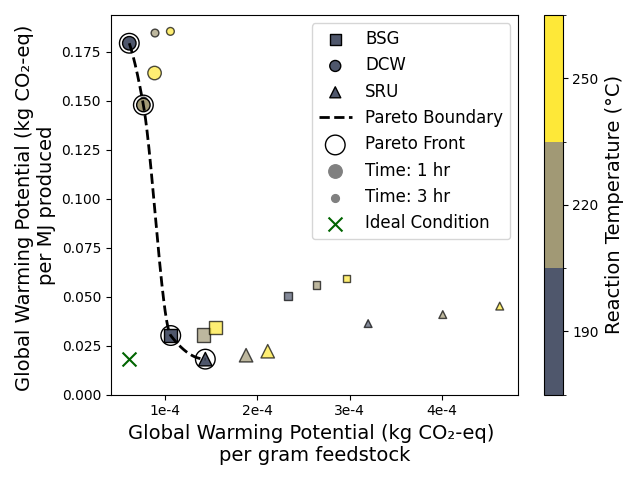 Global Warming Potential (kg CO₂-eq)
per MJ produced
0.175
0.150
0.125
0.100
0.075
0.050
0.025
0.000
BSG
DCW
SRU
Pareto Boundary
Pareto Front
Time: 1 hr
Time: 3 hr
Ideal Condition
1e-4
2e-4
3e-4
4e-4
Global Warming Potential (kg CO₂-eq)
per gram feedstock
250
220
190
Reaction Temperature (°C)